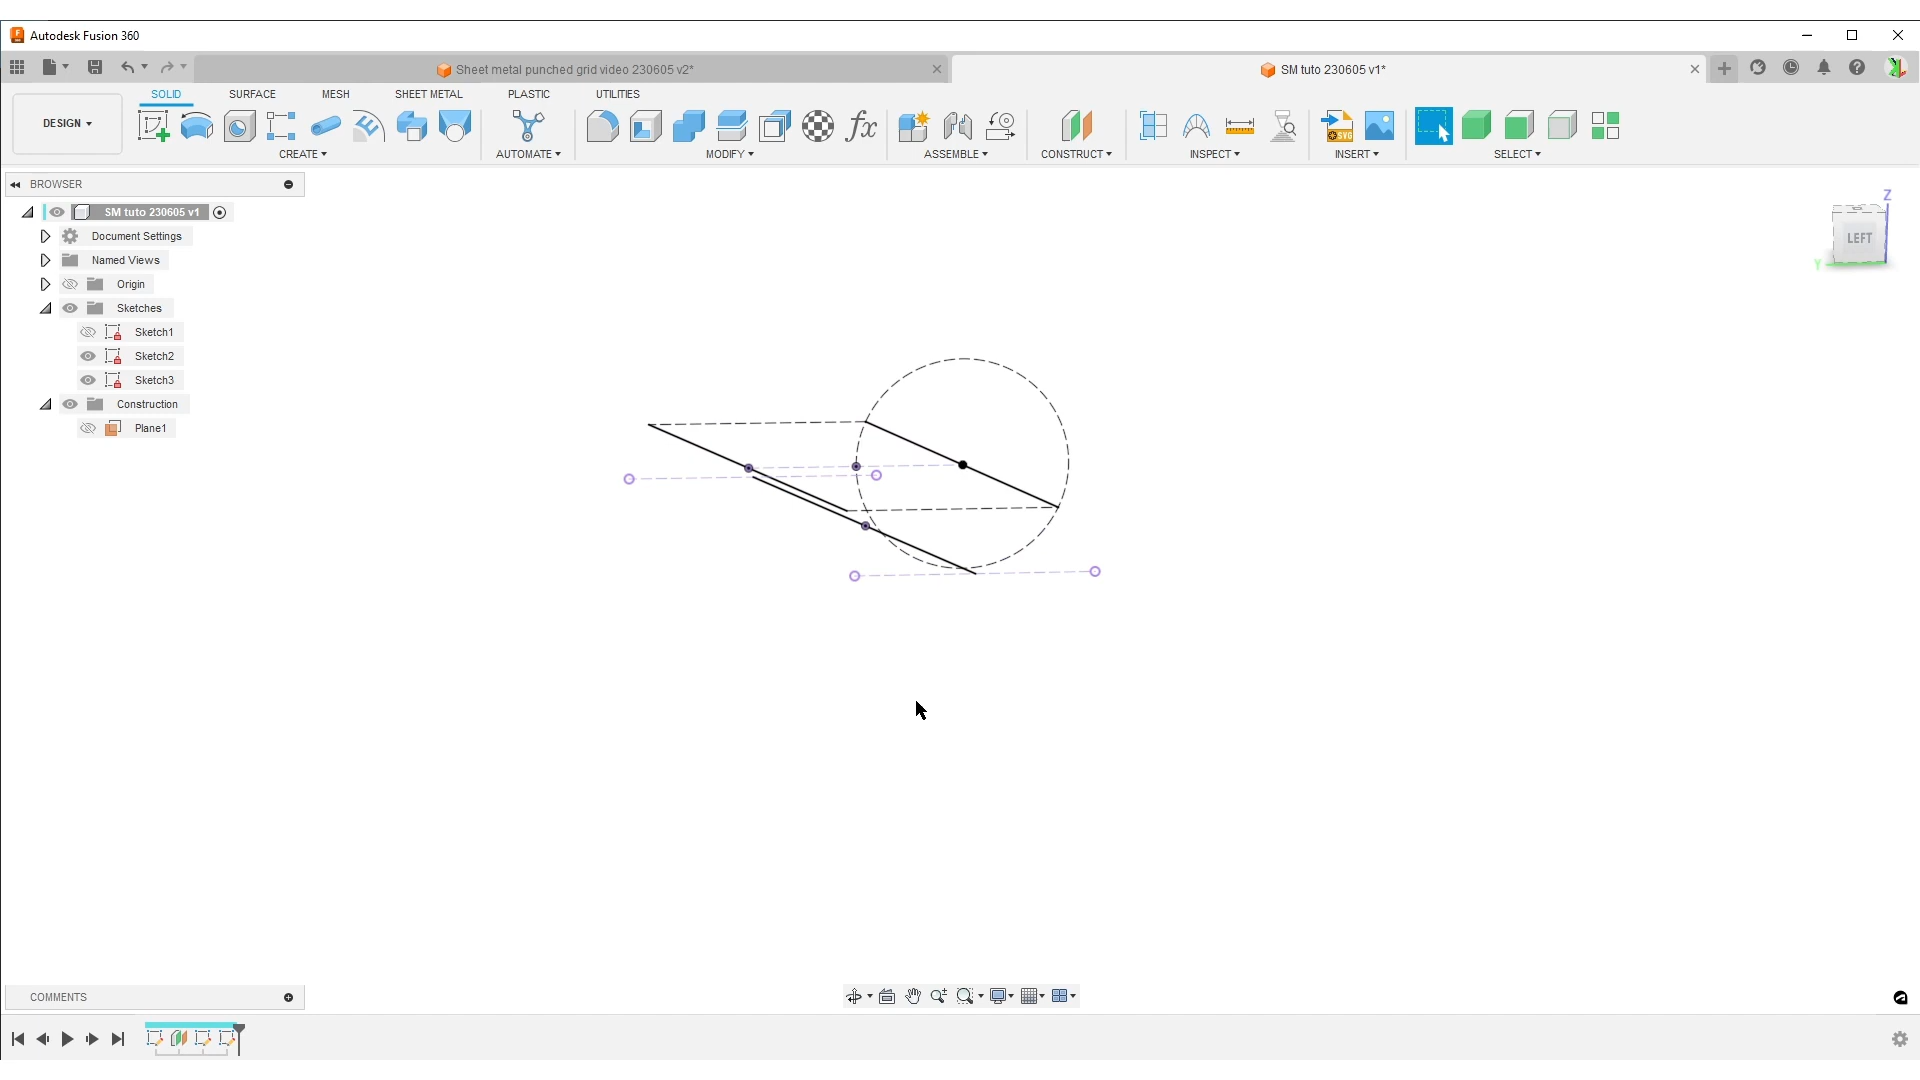 Autodesk Fusion 360
Sheet metal punched grid video 230605 v2*
SM tuto 230605 v1*
SOLID SURFACE MESH SHEET METAL PLASTIC UTILITIES
DESIGN
CREATE AUTOMATE MODIFY ASSEMBLE CONSTRUCT INSPECT INSERT SELECT
BROWSER
SM tuto 230605 v1
Document Settings
Named Views
Origin
Sketches
Sketch1
Sketch2
Sketch3
Construction
Plane1
Z
LEFT
Y
COMMENTS